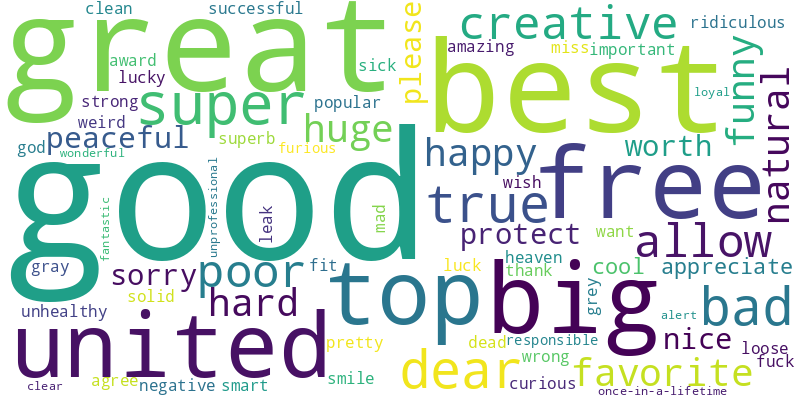 clean
successful
great
please
creative
ridiculous
award
lucky
sick
amazing
miss
important
best
funny
natural
strong
super
popular
loyal
weird
peaceful
superb
huge
worth
god
wonderful
furious
happy
free
good
unprofessional
fantastic
leak
mad
wish
true
protect
want
allow
gray
sorry
poor
fit
luck
heaven
thank
cool
appreciate
solid
hard
top
big
grey
bad
unhealthy
united
alert
pretty
dead
responsible
nice
loose
wrong
fuck
clear
agree
negative
smart
smile
dear
curious
favorite
once-in-a-lifetime